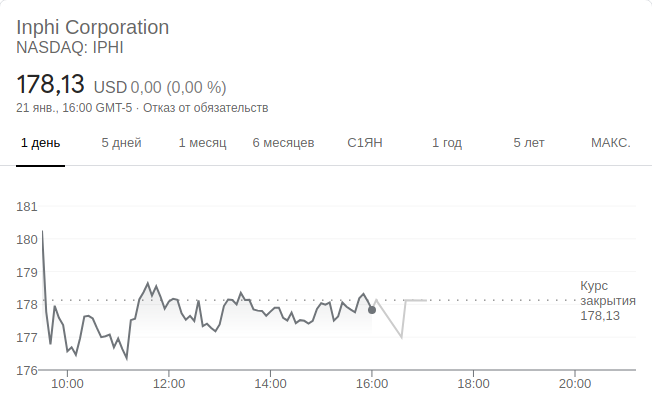 Inphi Corporation
NASDAQ: IPHI
178,13 USD 0,00 (0,00 %)
21 янв., 16:00 GMT-5 · Отказ от обязательств
1 день 5 дней 1 месяц 6 месяцев С1ЯН 1 год 5 лет МАКС.
181
180
179
178
177
176
Курс
закрытия
178,13
10:00 12:00 14:00 16:00 18:00 20:00